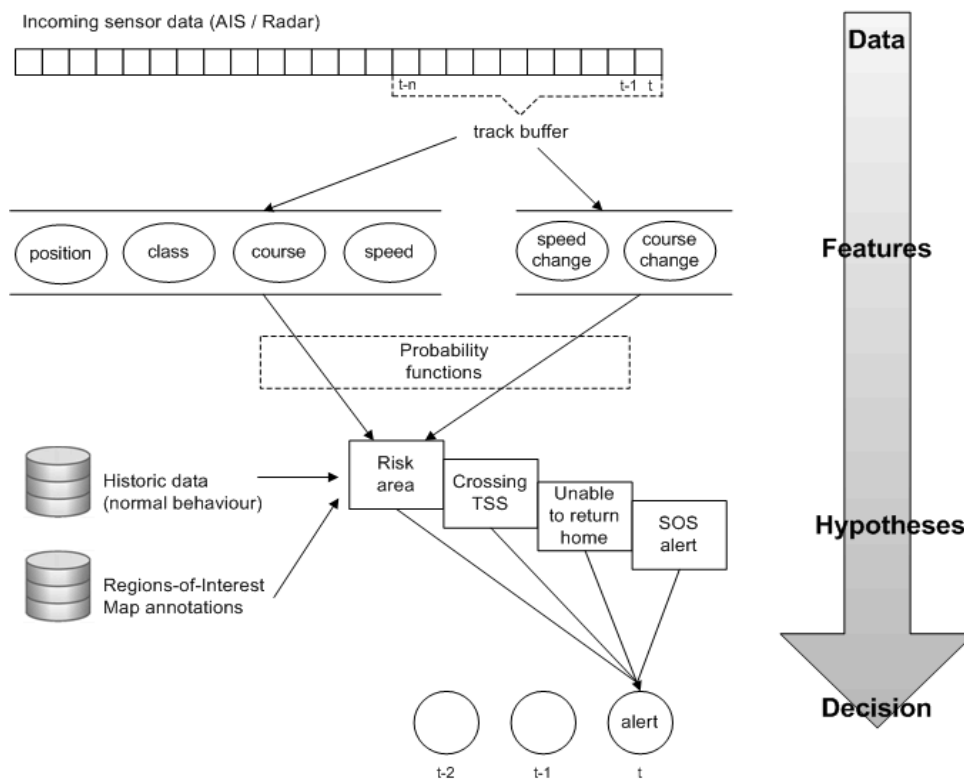 Incoming sensor data (AIS / Radar)
Data
t-n
t-1
t
track buffer
position
class
course
speed
speed
change
course
change
Features
Probability
functions
Historic data
(normal behaviour)
Risk
area
Crossing
TSS
Unable
to return
home
SOS
alert
Hypotheses
Regions-of-Interest
Map annotations
alert
Decision
t-2
t-1
t